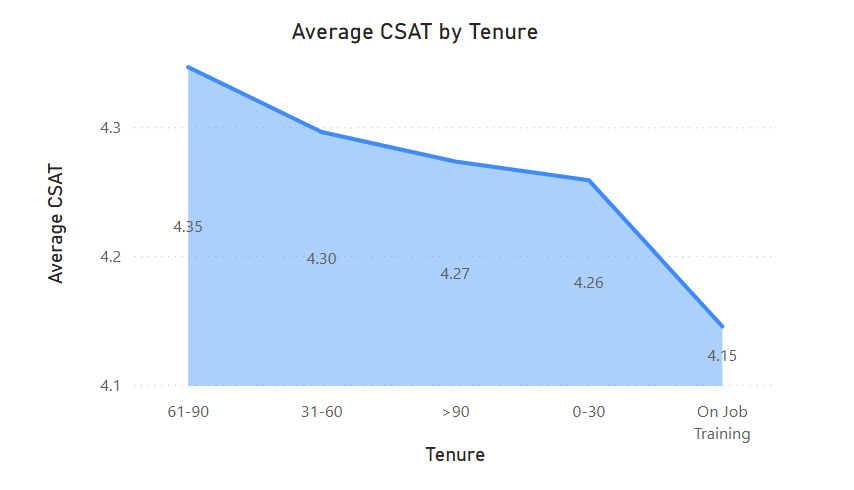 Average CSAT by Tenure
Average CSAT
4.3
4.2
4.1
4.35
4.30
4.27
4.26
4.15
61-90
31-60
>90
0-30
On Job
Training
Tenure